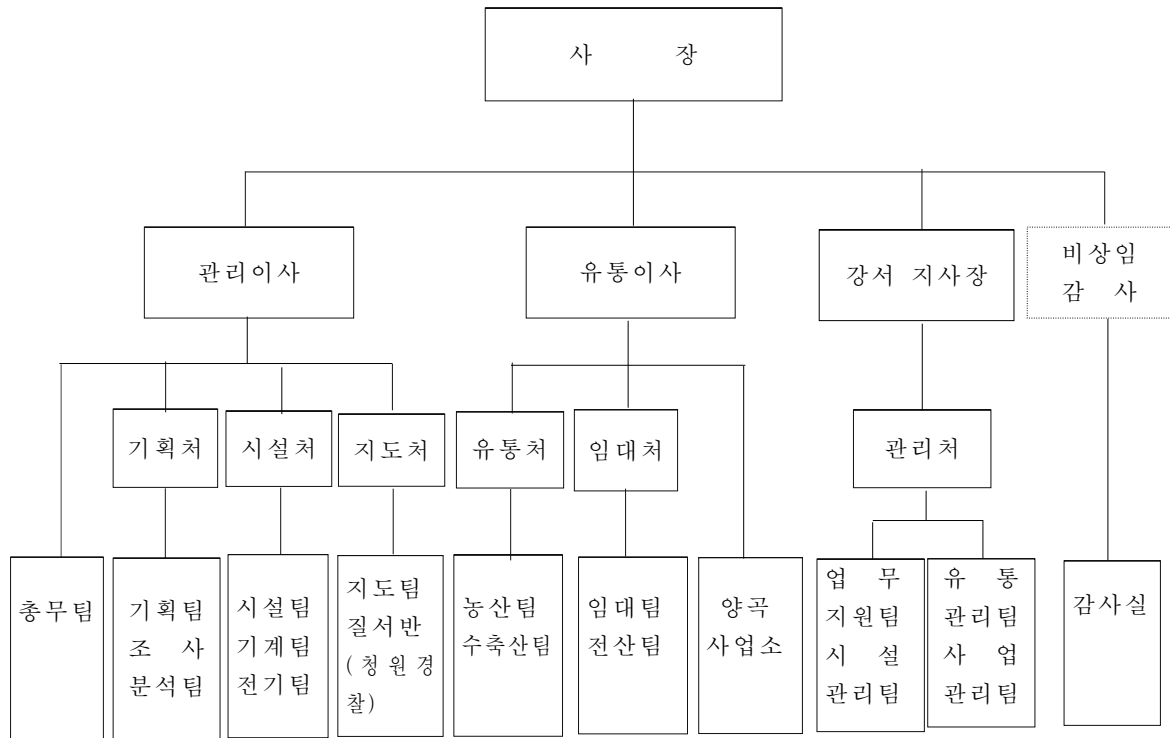 사 장
관리이사
유통이사
강서 지사장
비상임
감 사
기획처
시설처
지도처
유통처
임대처
관리처
총무팀
기획팀
조 사
분석팀
시설팀
기계팀
전기팀
지도팀
질서반
(청원경
찰)
농산팀
수축산팀
임대팀
전산팀
양곡
사업소
업 무
지원팀
시 설
관리팀
유 통
관리팀
사 업
관리팀
감사실